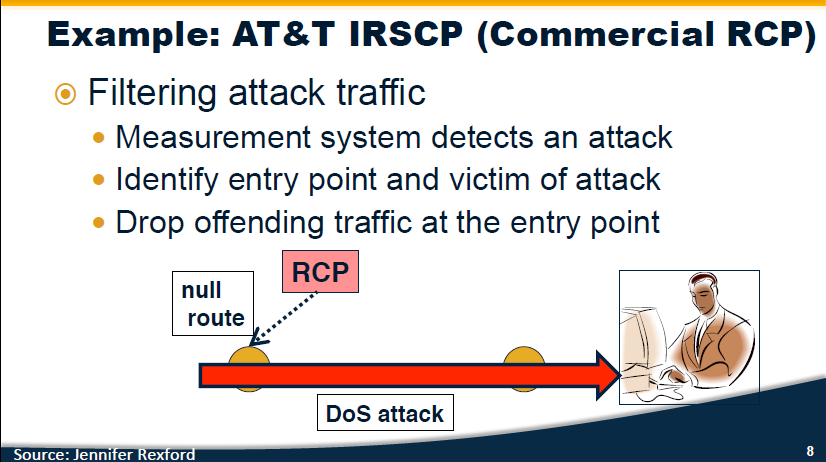 Example: AT&T IRSCP (Commercial RCP)
Filtering attack traffic
Measurement system detects an attack
Identify entry point and victim of attack
Drop offending traffic at the entry point
RCP
null
route
DoS attack
Source: Jennifer Rexford
8